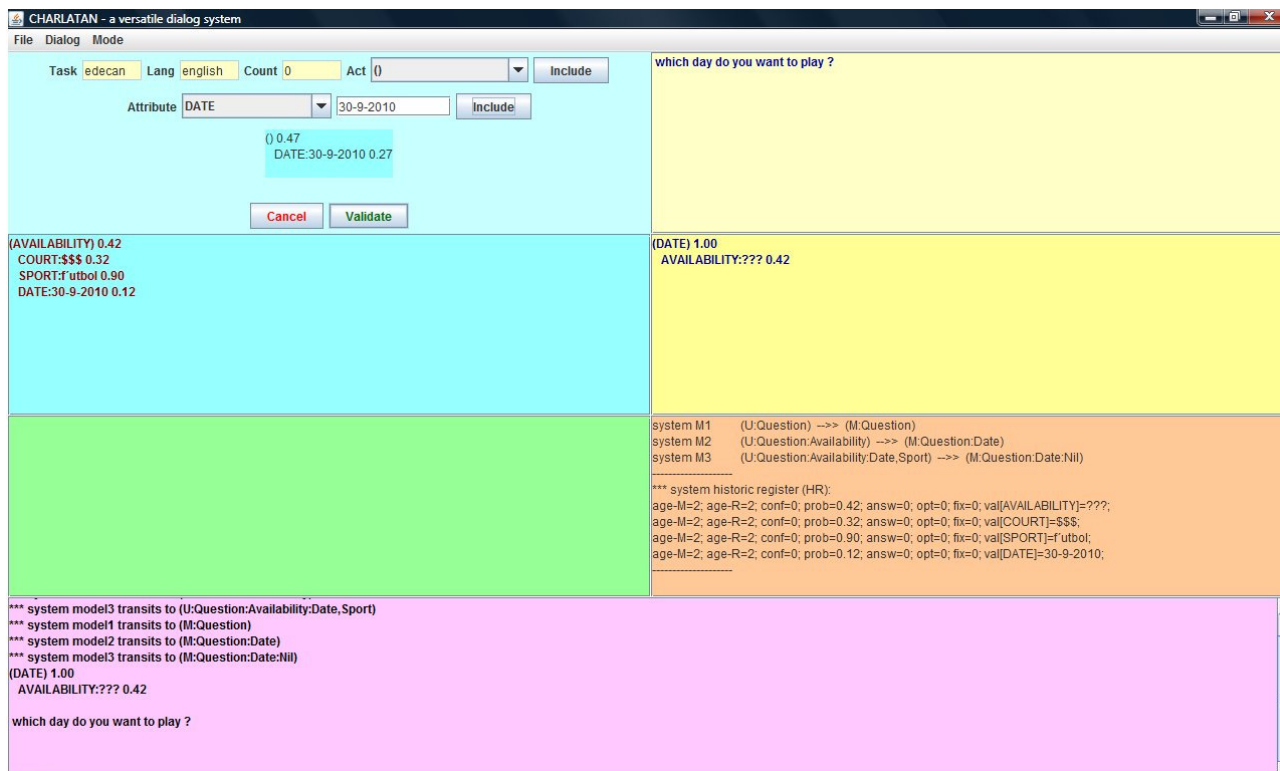 CHARLATAN - a versatile dialog system
File Dialog Mode
Task edecan Lang english Count 0 Act () Include
Attribute DATE 30-9-2010 Include
() 0.47
DATE:30-9-2010 0.27
Cancel Validate
which day do you want to play ?
(AVAILABILITY) 0.42
COURT:$$$ 0.32
SPORT:f´utbol 0.90
DATE:30-9-2010 0.12
(DATE) 1.00
AVAILABILITY:??? 0.42
system M1 (U:Question) -->> (M:Question)
system M2 (U:Question:Availability) -->> (M:Question:Date)
system M3 (U:Question:Availability:Date,Sport) -->> (M:Question:Date:Nil)
--------------------
*** system historic register (HR):
age-M=2; age-R=2; conf=0; prob=0.42; answ=0; opt=0; fix=0; val[AVAILABILITY]=???;
age-M=2; age-R=2; conf=0; prob=0.32; answ=0; opt=0; fix=0; val[COURT]=$$$;
age-M=2; age-R=2; conf=0; prob=0.90; answ=0; opt=0; fix=0; val[SPORT]=f´utbol;
age-M=2; age-R=2; conf=0; prob=0.12; answ=0; opt=0; fix=0; val[DATE]=30-9-2010;
--------------------
*** system model3 transits to (U:Question:Availability:Date,Sport)
*** system model1 transits to (M:Question)
*** system model2 transits to (M:Question:Date)
*** system model3 transits to (M:Question:Date:Nil)
(DATE) 1.00
AVAILABILITY:??? 0.42
which day do you want to play ?